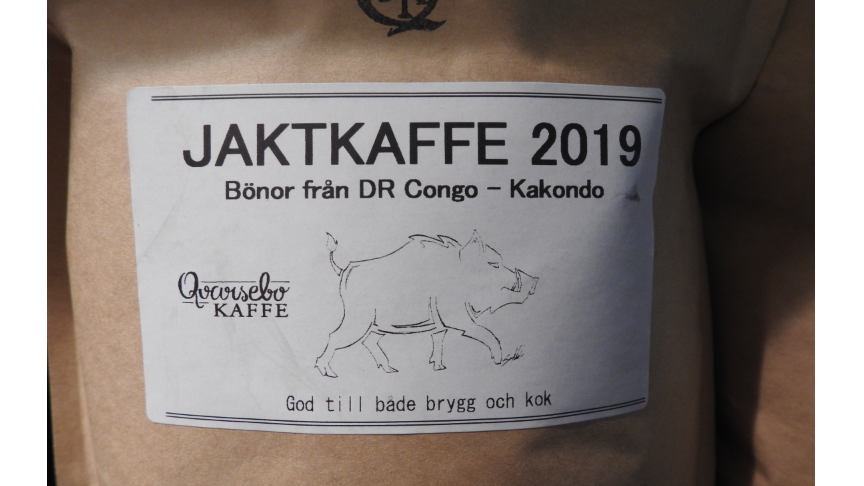 JAKTKAFFE 2019
Bönor från DR Congo – Kakondo
Qvarsebo
KAFFE
God till både brygg och kok